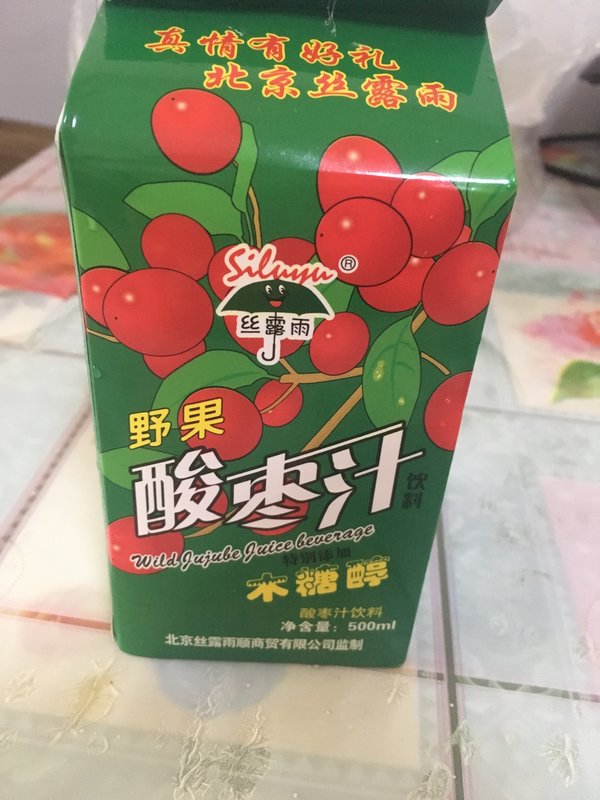 真情有好礼
北京丝露雨
Siluyu®
丝露雨
野果
酸枣汁
饮料
Wild Jujube Juice beverage
特别添加
木糖醇
酸枣汁饮料
净含量：500ml
北京丝露雨顺商贸有限公司监制